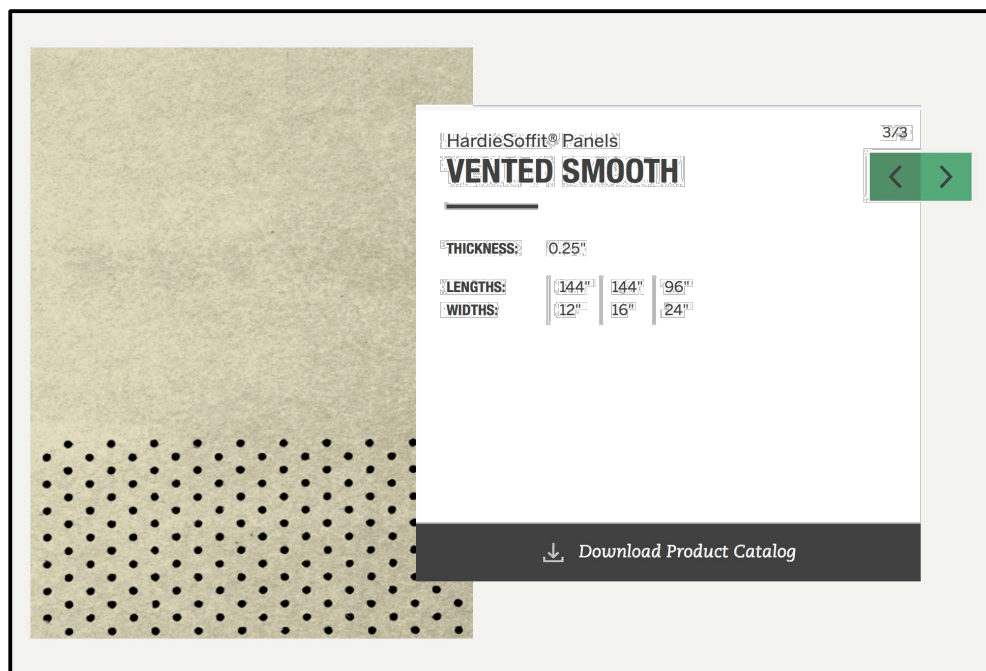 3/3
HardieSoffit® Panels
VENTED SMOOTH
THICKNESS: 0.25"
LENGTHS: 144" 144" 96"
WIDTHS: 12" 16" 24"
Download Product Catalog